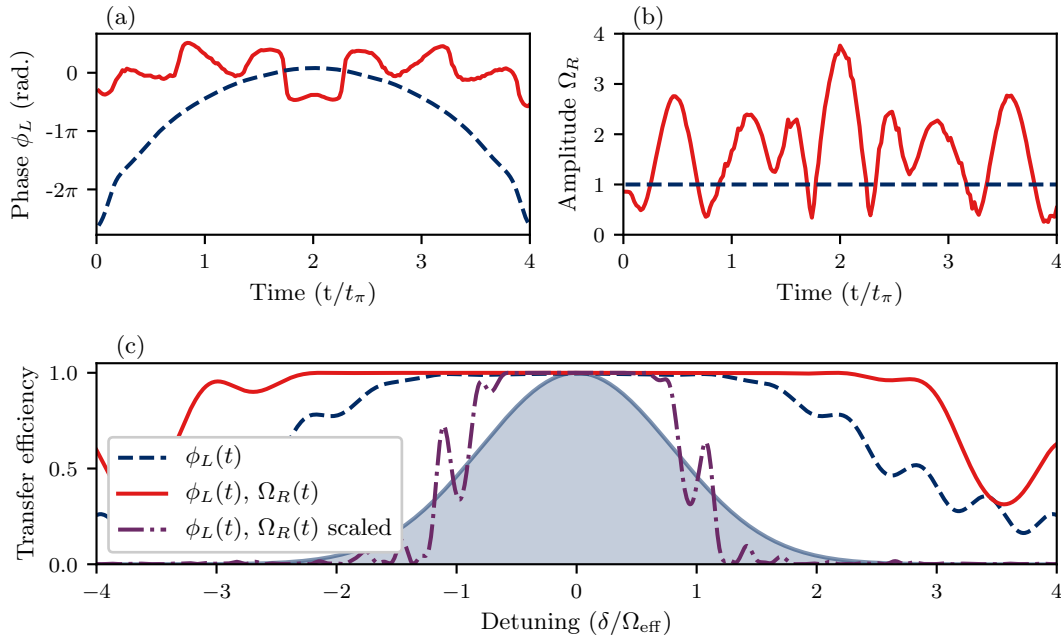 (a)
Phase ϕ_L (rad.)
0
-1π
-2π
0 1 2 3 4
Time (t/t_π)
(b)
Amplitude Ω_R
4
3
2
1
0
0 1 2 3 4
Time (t/t_π)
(c)
Transfer efficiency
1.0
0.5
0.0
ϕ_L(t)
ϕ_L(t), Ω_R(t)
ϕ_L(t), Ω_R(t) scaled
−4 −3 −2 −1 0 1 2 3 4
Detuning (δ/Ω_eff)